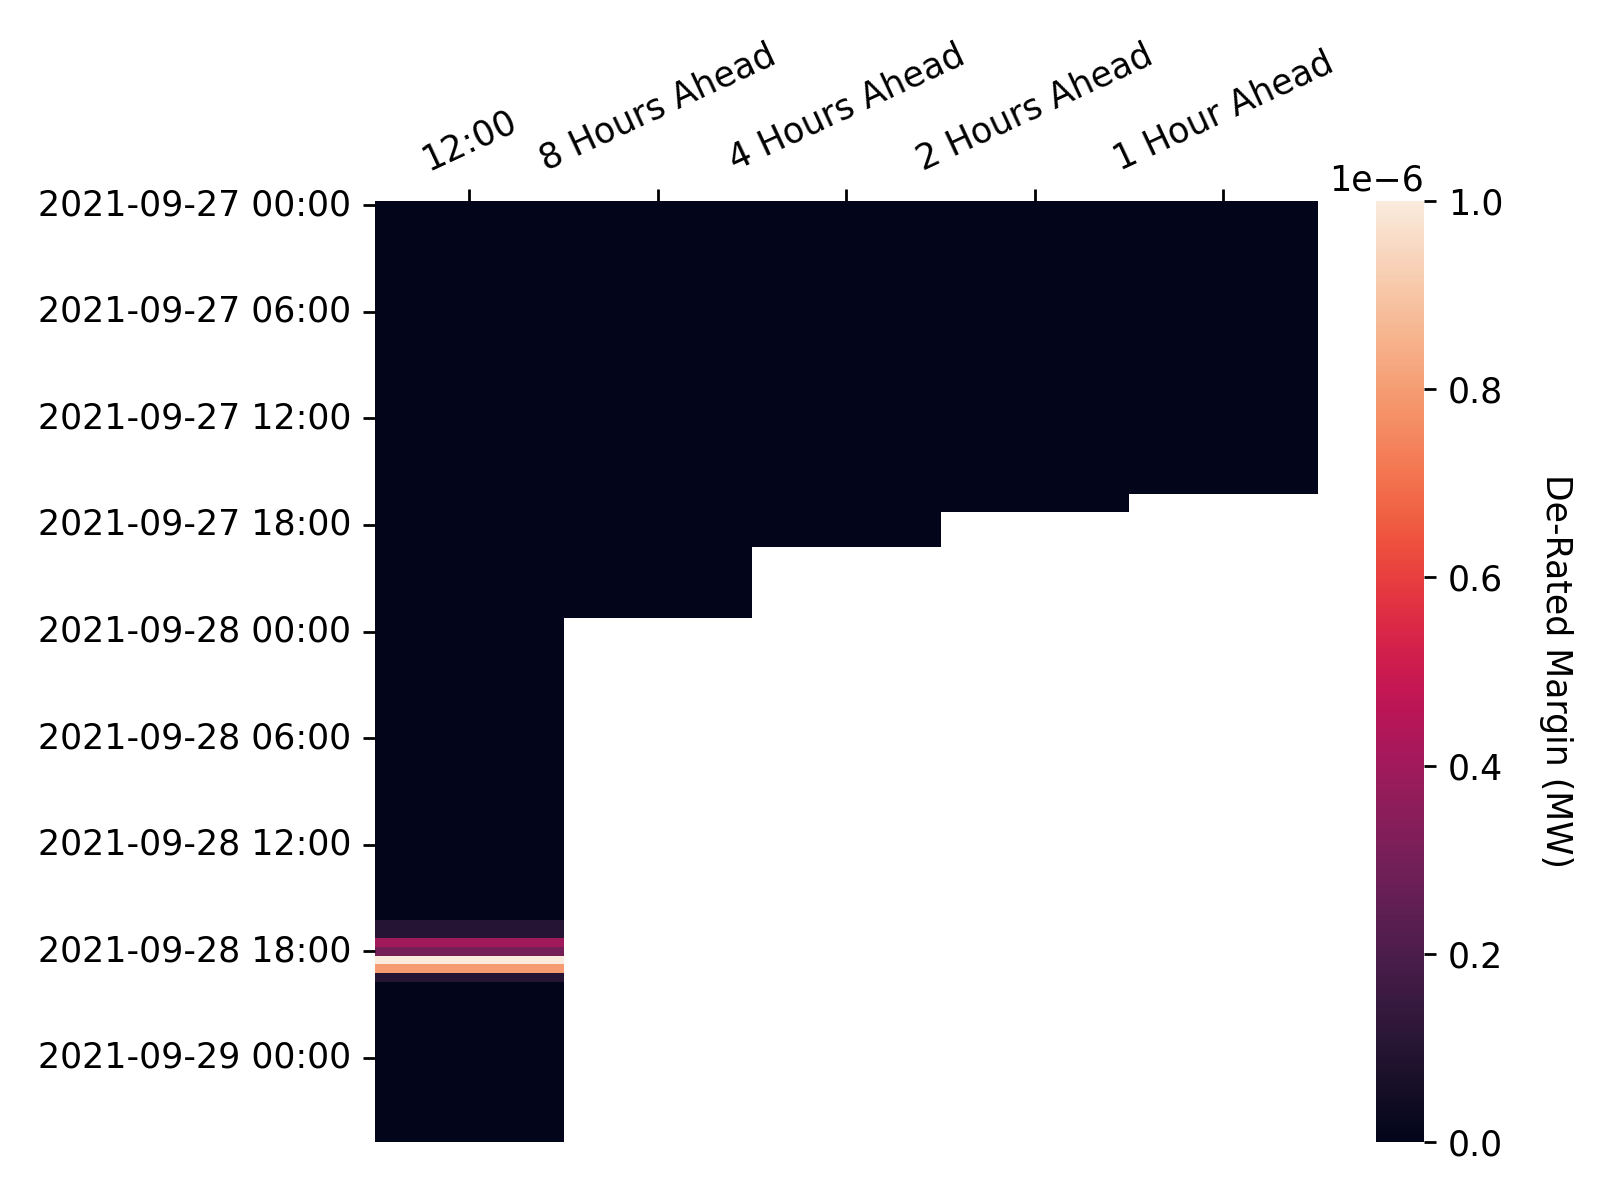 12:00
8 Hours Ahead
4 Hours Ahead
2 Hours Ahead
1 Hour Ahead
1e−6
2021-09-27 00:00
2021-09-27 06:00
2021-09-27 12:00
2021-09-27 18:00
2021-09-28 00:00
2021-09-28 06:00
2021-09-28 12:00
2021-09-28 18:00
2021-09-29 00:00
1.0
0.8
0.6
0.4
0.2
0.0
De-Rated Margin (MW)